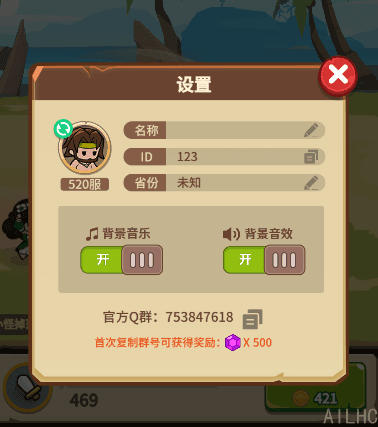 设置
名称
ID 123
省份 未知
520服
背景音乐 背景音效
开 开
官方Q群：753847618
首次复制群号可获得奖励： X 500
469
421
AILHC